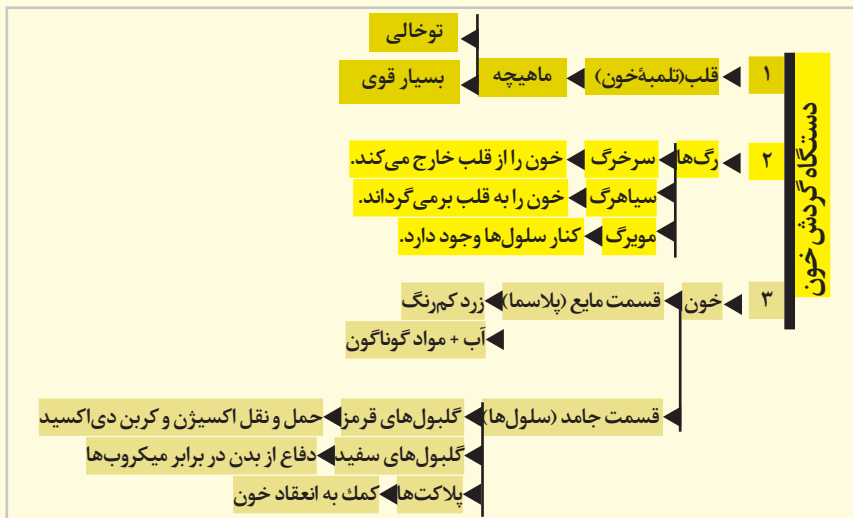 دستگاه گردش خون
توخالی
۱ قلب(تلمبهٔخون) ماهیچه
بسیار قوی
۲ رگ‌ها سرخرگ خون را از قلب خارج می‌کند.
سیاهرگ خون را به قلب برمی‌گرداند.
مویرگ کنار سلول‌ها وجود دارد.
۳ خون قسمت مایع (پلاسما) زرد کم‌رنگ
آب + مواد گوناگون
قسمت جامد (سلول‌ها) گلبول‌های قرمز حمل و نقل اکسیژن و کربن دی‌اکسید
گلبول‌های سفید دفاع از بدن در برابر میکروب‌ها
پلاکت‌ها کمك به انعقاد خون